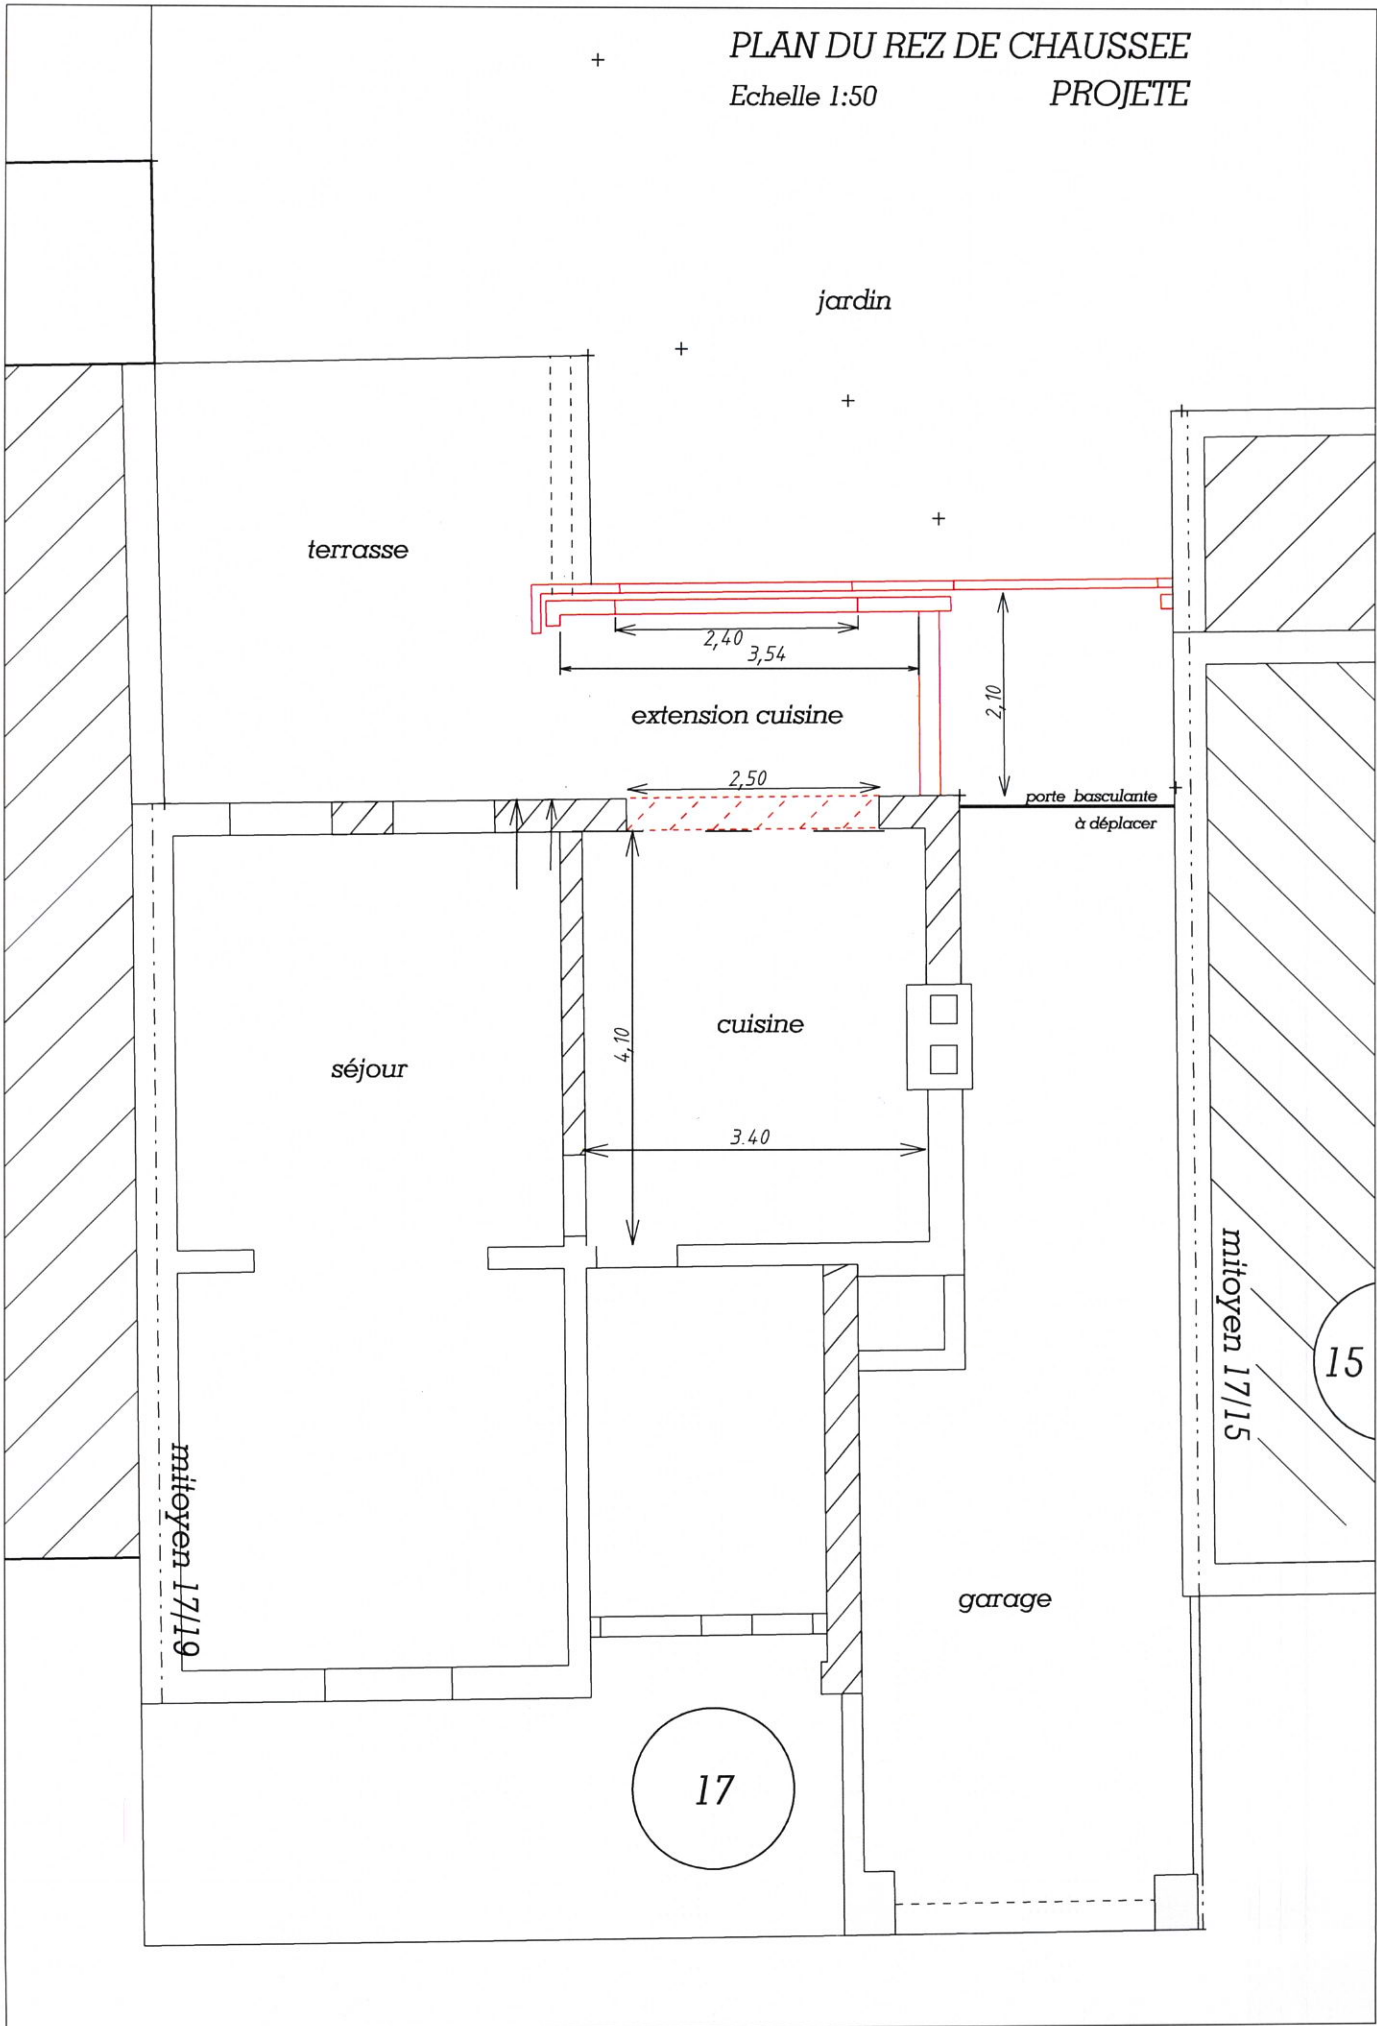 PLAN DU REZ DE CHAUSSEE
Echelle 1:50 PROJETE
jardin
terrasse
2,40
3,54
2,10
extension cuisine
2,50
porte basculante
à déplacer
cuisine
4,10
séjour
3.40
mitoyen 17/15
15
mitoyen 17/19
garage
17